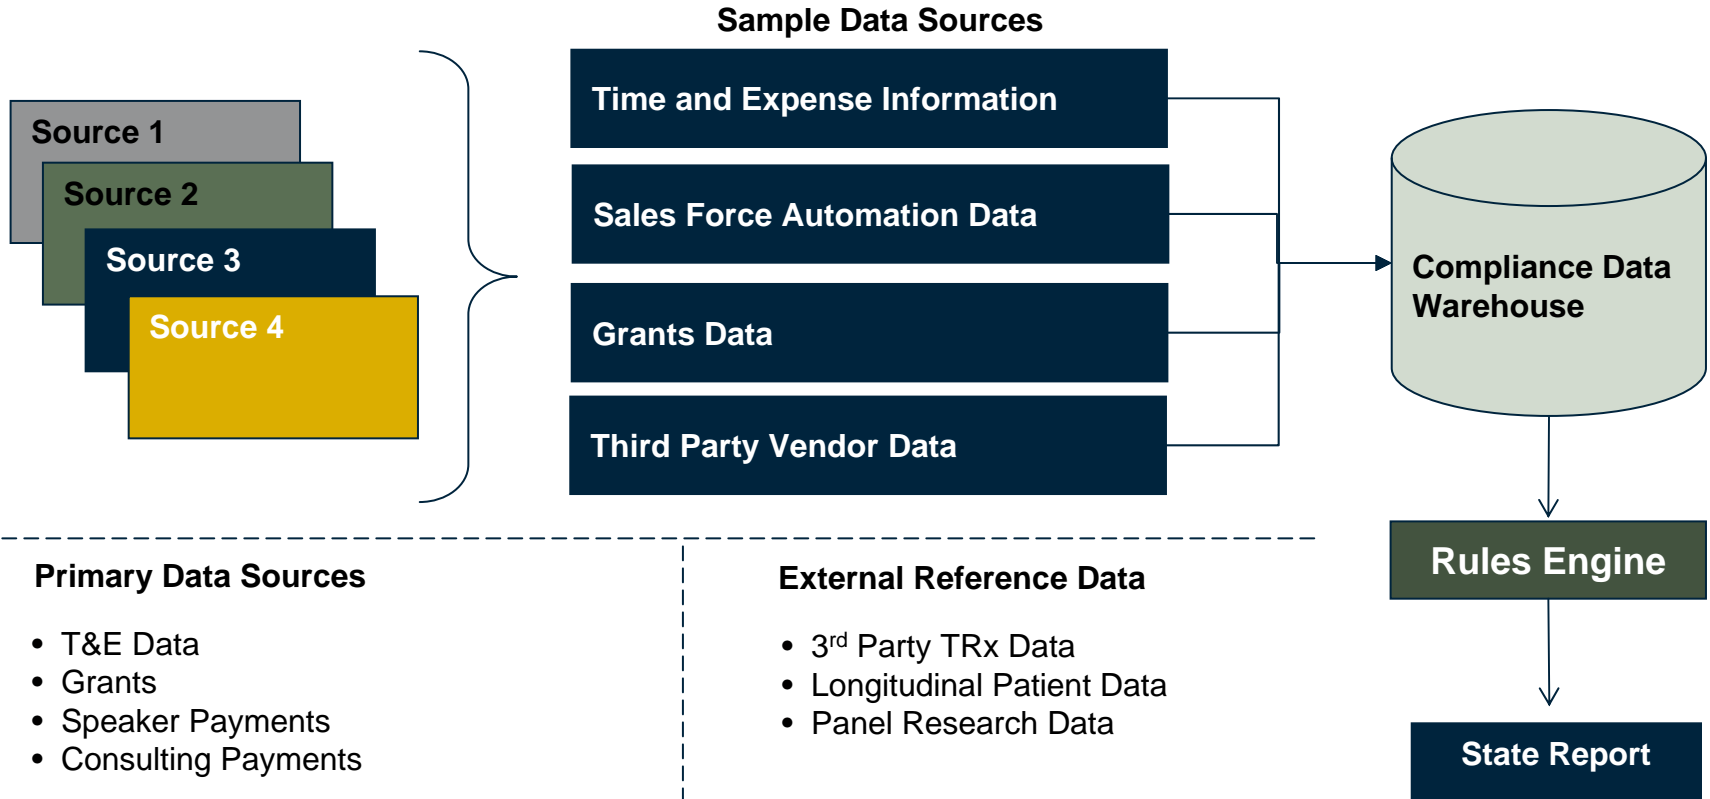 Sample Data Sources
Source 1
Source 2
Source 3
Source 4
Time and Expense Information
Sales Force Automation Data
Grants Data
Third Party Vendor Data
Compliance Data
Warehouse
Rules Engine
State Report
Primary Data Sources
• T&E Data
• Grants
• Speaker Payments
• Consulting Payments
External Reference Data
• 3rd Party TRx Data
• Longitudinal Patient Data
• Panel Research Data